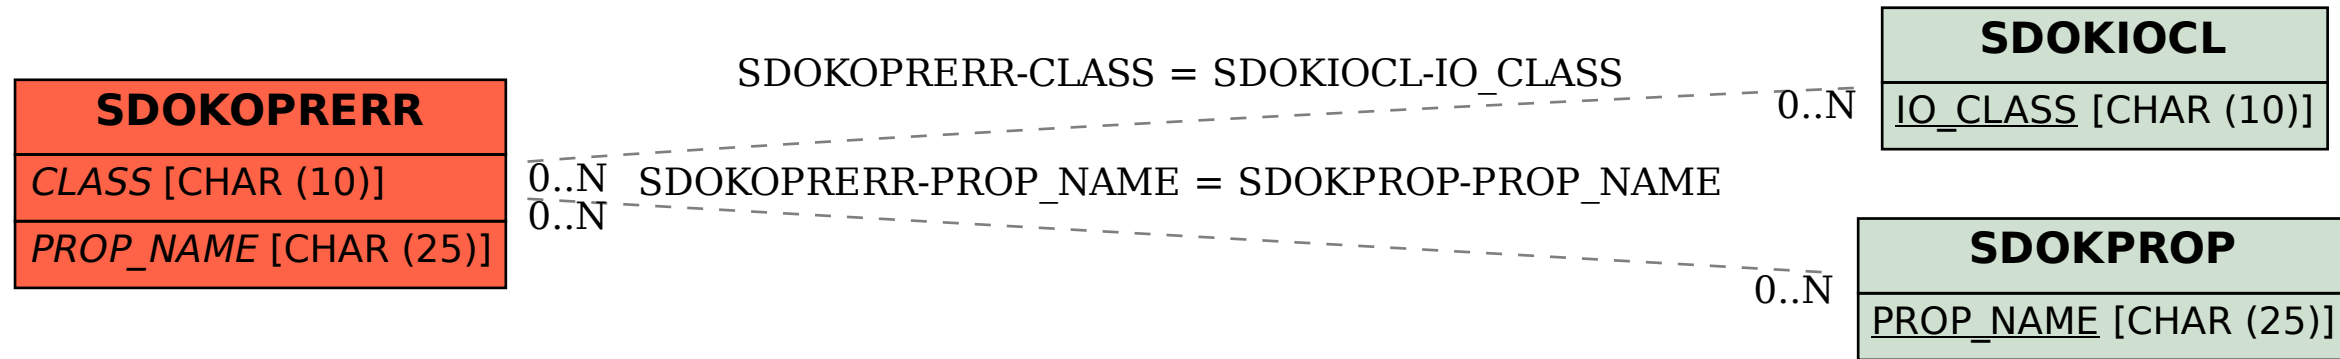 SDOKOPRERR
CLASS [CHAR (10)]
PROP_NAME [CHAR (25)]
SDOKOPRERR-CLASS = SDOKIOCL-IO_CLASS
0..N
0..N
SDOKOPRERR-PROP_NAME = SDOKPROP-PROP_NAME
0..N
0..N
SDOKIOCL
IO_CLASS [CHAR (10)]
SDOKPROP
PROP_NAME [CHAR (25)]